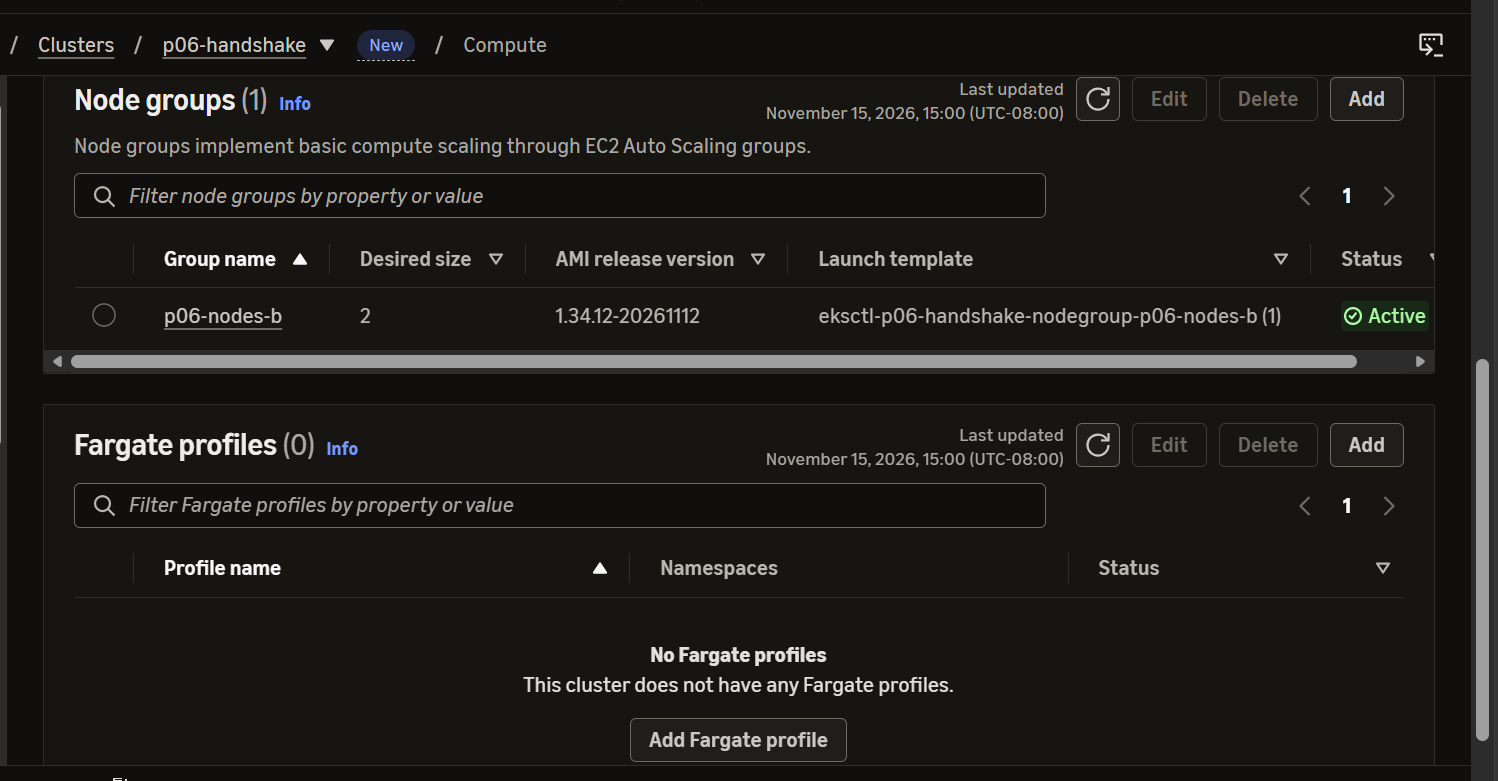 / Clusters / p06-handshake New / Compute
Node groups (1) Info
Last updated
November 15, 2026, 15:00 (UTC-08:00)
Edit
Delete
Add
Node groups implement basic compute scaling through EC2 Auto Scaling groups.
Filter node groups by property or value
1
Group name Desired size AMI release version Launch template Status
p06-nodes-b 2 1.34.12-20261112 eksctl-p06-handshake-nodegroup-p06-nodes-b (1) Active
Fargate profiles (0) Info
Last updated
November 15, 2026, 15:00 (UTC-08:00)
Edit
Delete
Add
Filter Fargate profiles by property or value
1
Profile name Namespaces Status
No Fargate profiles
This cluster does not have any Fargate profiles.
Add Fargate profile